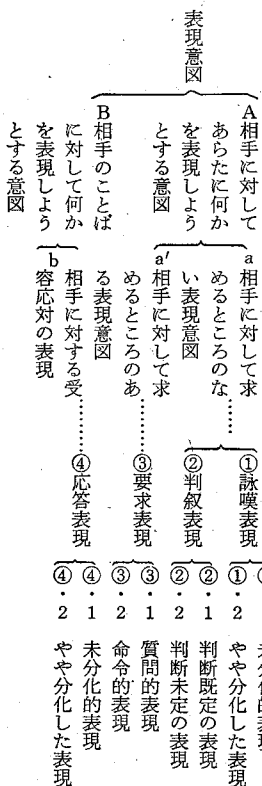 表現意図
A相手に対して
あらたに何か
を表現しよう
とする意図
B相手のことば
に対して何か
を表現しよう
とする意図
a相手に対して求
めるところのな
い表現意図
a′相手に対して求
めるところのあ
る表現意図
b相手に対する受
容応対の表現
①詠嘆表現
②判叙表現
③要求表現
④応答表現
①・2 やや分化した表現
②・1 判断既定の表現
②・2 判断未定の表現
③・1 質問的表現
③・2 命令的表現
④・1 未分化的表現
④・2 やや分化した表現